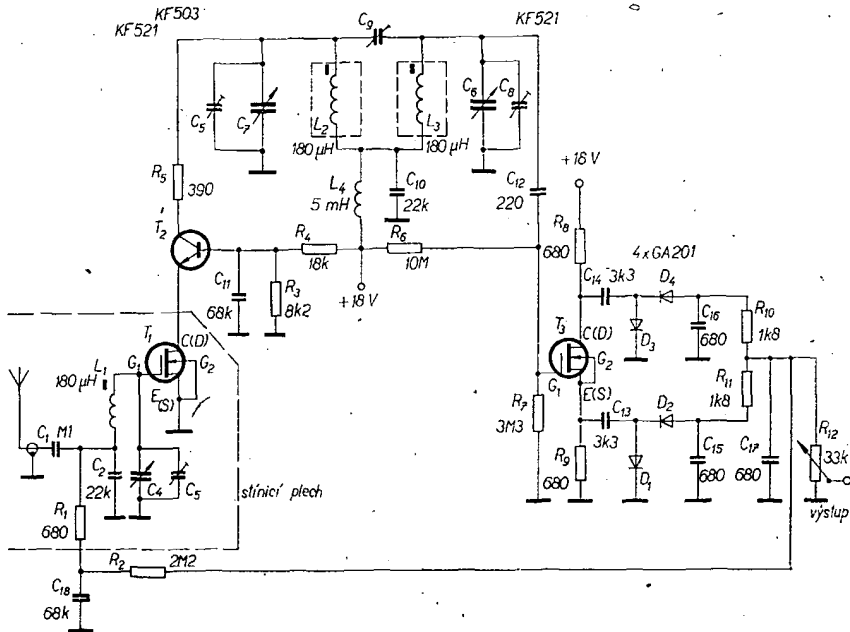 KF503
KF521
KF521
C9
C5
C7
L2
180 µH
L3
180 µH
C6
C8
R5
390
L4
5 mH
C10
22k
C12
220
+18 V
T2
R4
18k
R6
10M
R8
680
4xGA201
C11
68k
R3
8k2
+18V
C14
3k3
D4
D3
C16
680
R10
1k8
T1
C(D)
G1
G2
E(S)
L1
180 µH
T3
C(D)
G2
G1
E(S)
C13
3k3
D2
R11
1k8
R7
3M3
R9
680
D1
C15
680
C17
680
R12
33k
výstup
C1
M1
C2
22k
C4
C5
stínicí plech
R1
680
R2
2M2
C18
68k